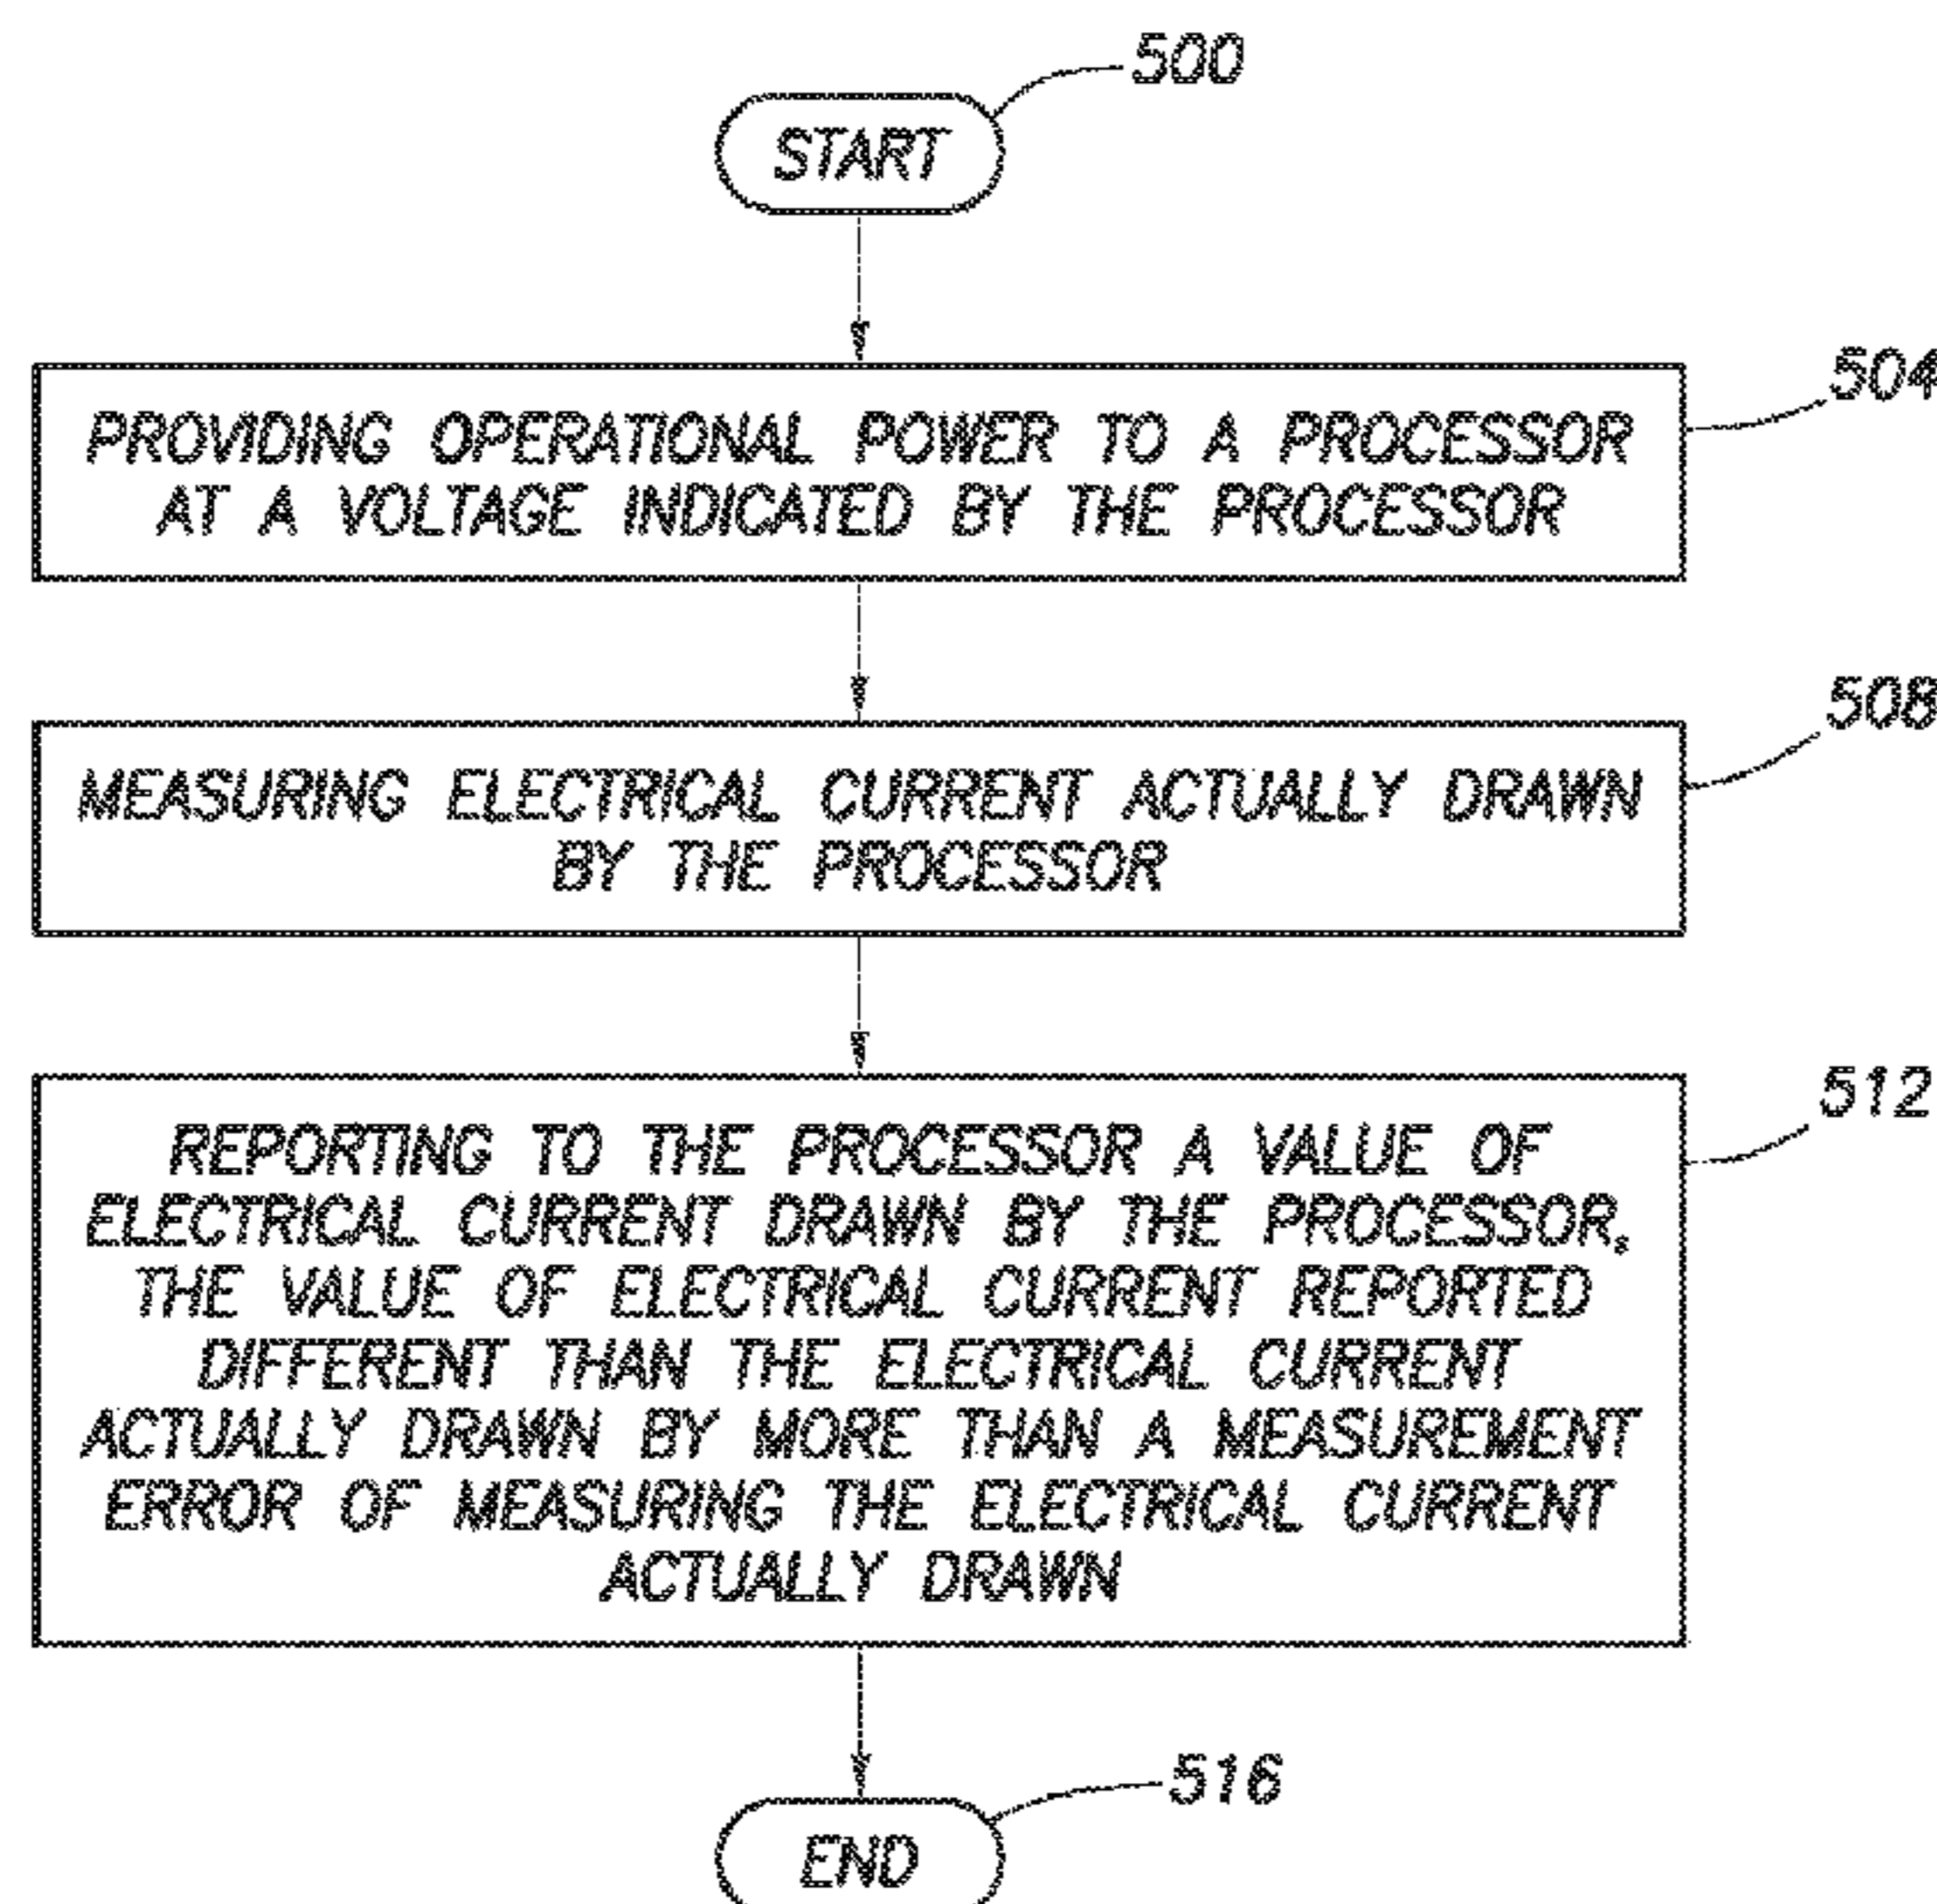 500
START
504
PROVIDING OPERATIONAL POWER TO A PROCESSOR
AT A VOLTAGE INDICATED BY THE PROCESSOR
508
MEASURING ELECTRICAL CURRENT ACTUALLY DRAWN
BY THE PROCESSOR
512
REPORTING TO THE PROCESSOR A VALUE OF
ELECTRICAL CURRENT DRAWN BY THE PROCESSOR,
THE VALUE OF ELECTRICAL CURRENT REPORTED
DIFFERENT THAN THE ELECTRICAL CURRENT
ACTUALLY DRAWN BY MORE THAN A MEASUREMENT
ERROR OF MEASURING THE ELECTRICAL CURRENT
ACTUALLY DRAWN
516
END